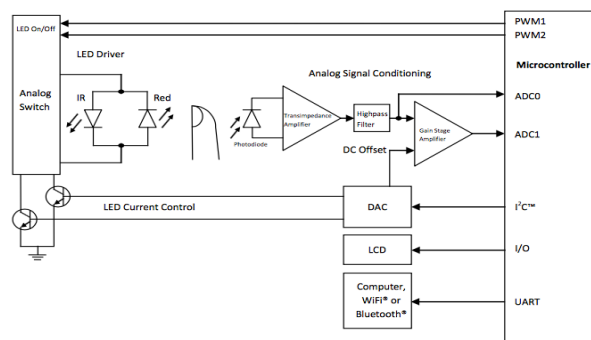 LED On/Off
PWM1
PWM2
LED Driver
Microcontroller
Analog
Switch
IR
Red
Analog Signal Conditioning
Transimpedance
Amplifier
Highpass
Filter
ADC0
Photodiode
Gain Stage
Amplifier
ADC1
DC Offset
LED Current Control
DAC
I²C™
LCD
I/O
Computer,
WiFi® or
Bluetooth®
UART